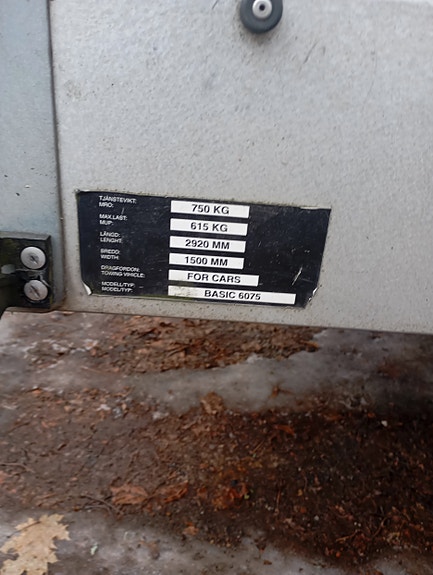 TJÄNSTEVIKT:
MRO: 750 KG
MAX.LAST:
MUP: 615 KG
LÄNGD:
LENGHT: 2920 MM
BREDD:
WIDTH: 1500 MM
DRAGFORDON:
TOWING VEHICLE: FOR CARS
MODELL/TYP:
MODEL/TYP: BASIC 6075